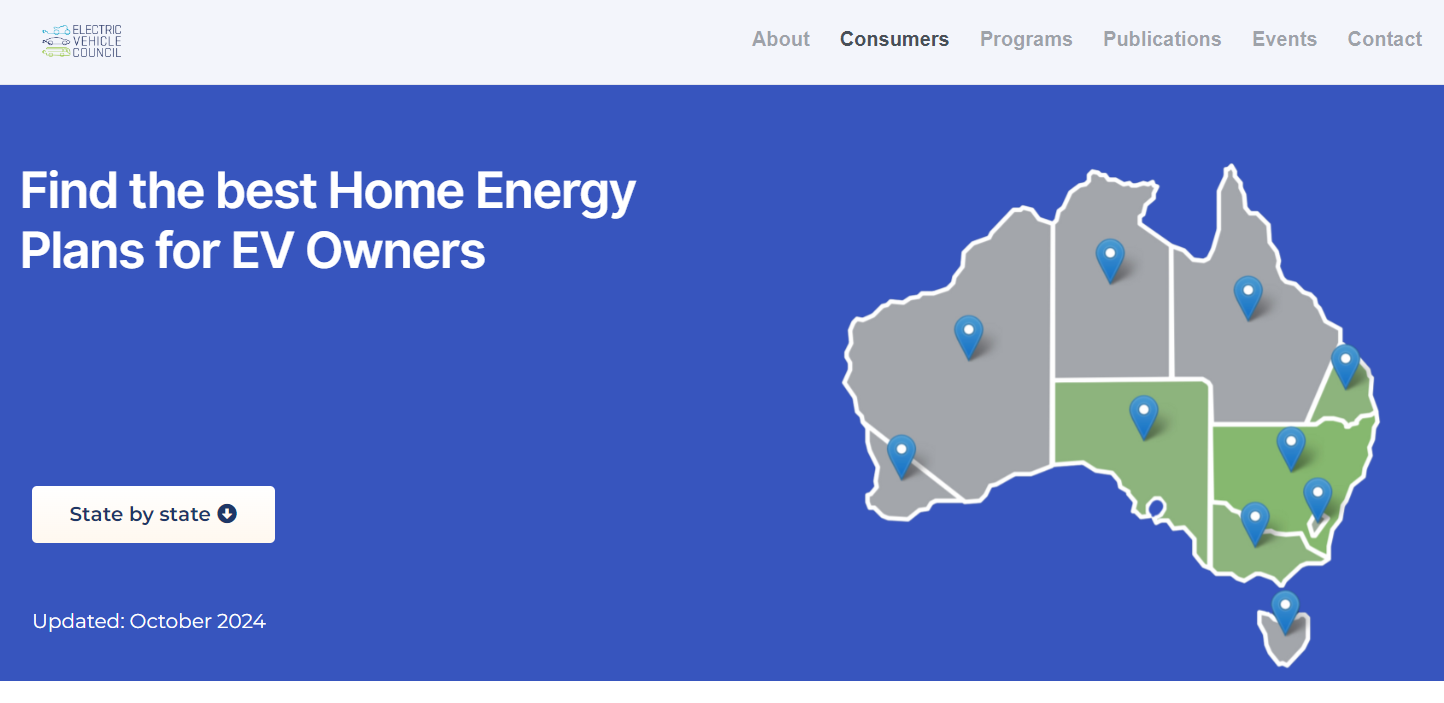 ELECTRIC
VEHICLE
COUNCIL
About Consumers Programs Publications Events Contact
Find the best Home Energy
Plans for EV Owners
State by state
Updated: October 2024